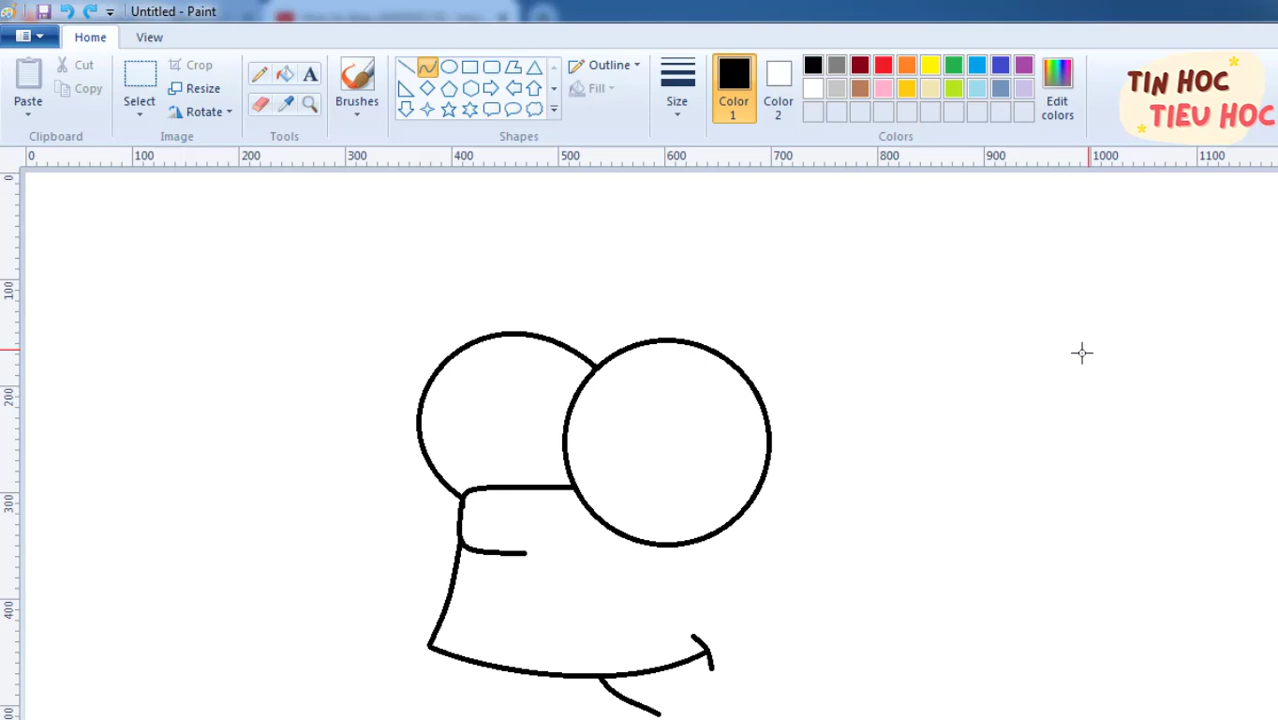 Untitled - Paint
Home View
Cut
Copy
Paste
Clipboard
Select
Crop
Resize
Rotate
Image
A
Tools
Brushes
Outline
Fill
Shapes
Size
Color 1
Color 2
Edit colors
Colors
TIN HOC
TIEU HOC
0 100 200 300 400 500 600 700 800 900 1000 1100
0
100
200
300
400